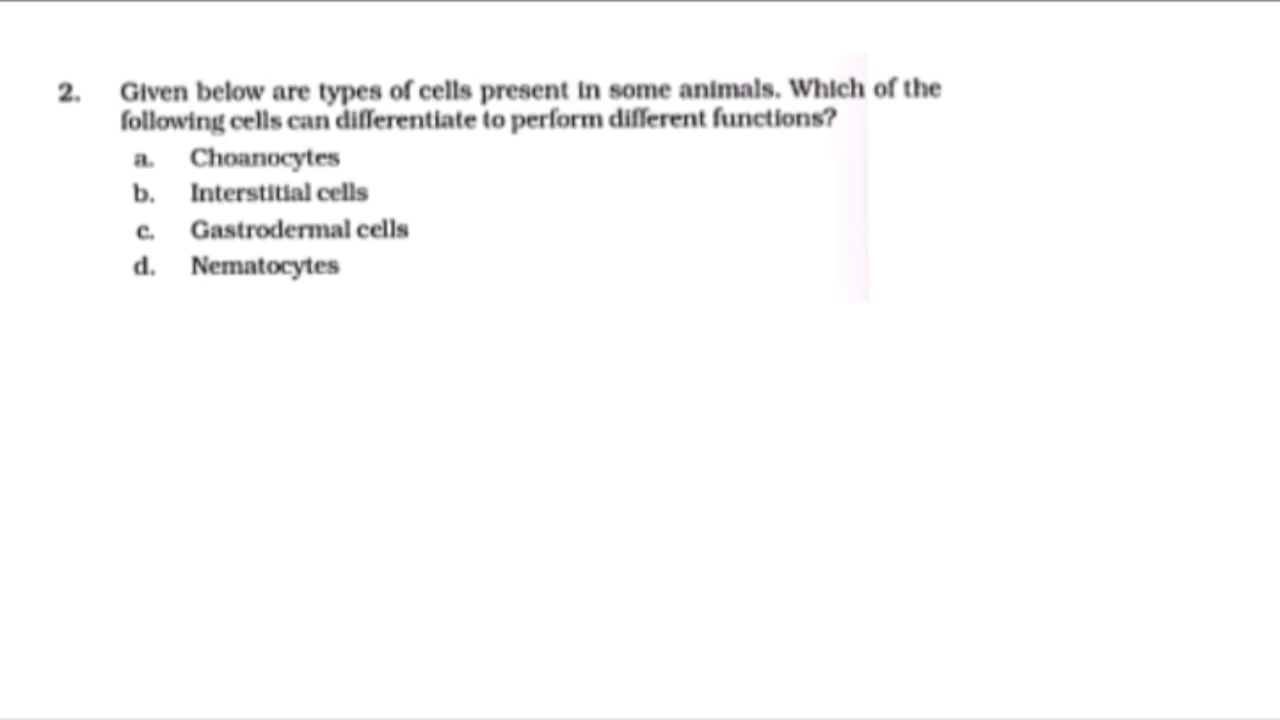 2. Given below are types of cells present in some animals. Which of the
following cells can differentiate to perform different functions?
a. Choanocytes
b. Interstitial cells
c. Gastrodermal cells
d. Nematocytes